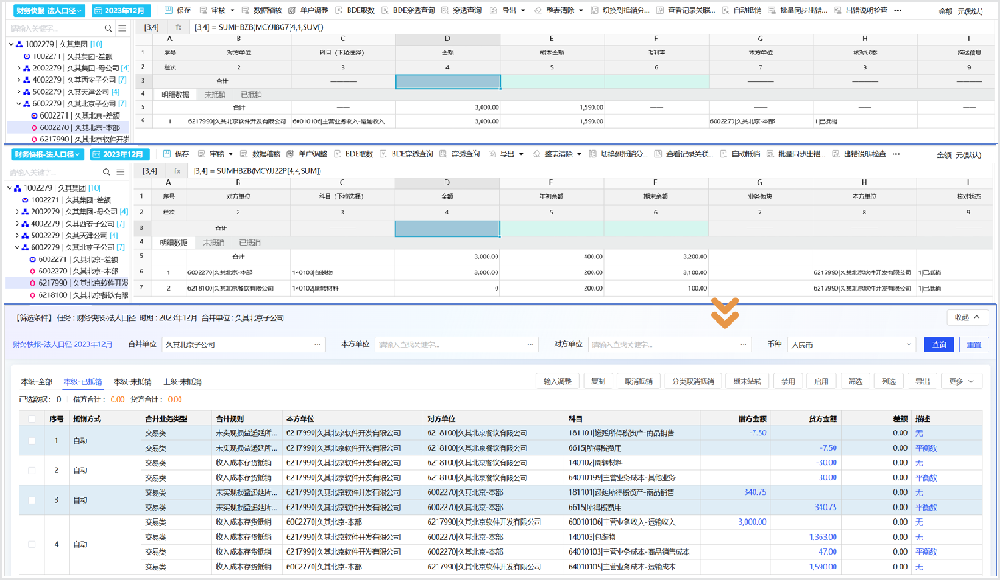 财务快报-法人口径 2023年12月 保存 审核 数据稽核 单户调整 BDE取数 BDE穿透查询 穿透查询 导出 整表清除 切换到抵销分... 查看记录关联... 自动抵销 批量同步出错... 出错说明检查 ··· 金额 元(默认)
请输入关键字... [3,4] fx [3,4] = SUMHBZB(MCYJI8G7[4,4,SUM])
1002279 | 久其集团 [10]
1002271 | 久其集团-差额
2002279 | 久其集团-母公司 [4]
4002279 | 久其西安子公司 [7]
5002279 | 久其天津公司 [4]
6002279 | 久其北京子公司 [7]
6002271 | 久其北京-差额
6002270 | 久其北京-本部
6217990 | 久其北京软件开发
A B C D E F G H I
1 序号 对方单位 科目（下拉选择） 金额 成本金额 毛利率 本方单位 核对状态 描述信息
2 栏次 2 3 4 5 6 7 8 9
3 合计
4 明细数据 未抵销 已抵销
5 合计 3,000.00 1,590.00
6 1 6217990|久其北京软件开发有限公司 60010106|主营业务收入-运输收入 3,000.00 1,590.00 6002270|久其北京-本部 1|已抵销
财务快报-法人口径 2023年12月 保存 审核 数据稽核 单户调整 BDE取数 BDE穿透查询 穿透查询 导出 整表清除 切换到抵销分... 查看记录关联... 自动抵销 批量同步出错... 出错说明检查 ··· 金额 元(默认)
请输入关键字... [3,4] fx [3,4] = SUMHBZB(MCYJI22P[4,4,SUM])
1002279 | 久其集团 [10]
1002271 | 久其集团-差额
2002279 | 久其集团-母公司 [4]
4002279 | 久其西安子公司 [7]
5002279 | 久其天津公司 [4]
6002279 | 久其北京子公司 [7]
6002271 | 久其北京-差额
6002270 | 久其北京-本部
6217990 | 久其北京软件开发
6218100 | 久其北京餐饮有限
A B C D E F G H I
1 序号 对方单位 科目（下拉选择） 金额 年初余额 期末余额 业务板块 本方单位 核对状态
2 栏次 2 3 4 5 6 7 8 9
3 合计
4 明细数据 未抵销 已抵销
5 合计 3,000.00 400.00 3,200.00
6 1 6002270|久其北京-本部 140103|包装物 3,000.00 200.00 3,100.00 6217990|久其北京软件开发有限公司 1|已抵销
7 2 6218100|久其北京餐饮有限公司 140102|周转材料 0 200.00 100.00 6217990|久其北京软件开发有限公司 1|已抵销
【筛选条件】 任务：财务快报-法人口径 时期：2023年12月 合并单位：久其北京子公司 收起
财务快报-法人口径 2023年12月 合并单位 久其北京子公司 ··· 本方单位 请输入查找关键字... ··· 对方单位 请输入查找关键字... ··· 币种 人民币 查询 重置
本级-全部 本级-已抵销 本级-未抵销 上级-未抵销 输入调整 复制 取消抵销 分类取消抵销 期末结转 禁用 启用 筛选 列选 导出 更多
已选数据： 0 借方合计： 0.00 贷方合计： 0.00
序号 抵销方式 合并业务类型 合并规则 本方单位 对方单位 科目 借方金额 贷方金额 差额 描述
1 自动 交易类 未实现损益递延所... 6217990|久其北京软件开发有限公司 6218100|久其北京餐饮有限公司 181101|递延所得税资产-商品销售 7.50 0.00 无
交易类 未实现损益递延所... 6217990|久其北京软件开发有限公司 6218100|久其北京餐饮有限公司 6615|所得税费用 -7.50 0.00 平衡数
2 自动 交易类 收入成本存货抵销 6217990|久其北京软件开发有限公司 6218100|久其北京餐饮有限公司 140102|周转材料 -30.00 0.00 无
交易类 收入成本存货抵销 6217990|久其北京软件开发有限公司 6218100|久其北京餐饮有限公司 64010199|主营业务成本-其他业务 30.00 0.00 平衡数
3 自动 交易类 未实现损益递延所... 6217990|久其北京软件开发有限公司 6002270|久其北京-本部 181101|递延所得税资产-商品销售 340.75 0.00 无
交易类 未实现损益递延所... 6217990|久其北京软件开发有限公司 6002270|久其北京-本部 6615|所得税费用 340.75 0.00 平衡数
4 自动 交易类 收入成本存货抵销 6002270|久其北京-本部 6217990|久其北京软件开发有限公司 60010106|主营业务收入-运输收入 3,000.00 0.00 无
交易类 收入成本存货抵销 6217990|久其北京软件开发有限公司 6002270|久其北京-本部 140103|包装物 1,363.00 0.00 无
交易类 收入成本存货抵销 6217990|久其北京软件开发有限公司 6002270|久其北京-本部 64010103|主营业务成本-商品销售成本 47.00 0.00 平衡数
交易类 收入成本存货抵销 6002270|久其北京-本部 6217990|久其北京软件开发有限公司 64010105|主营业务成本-运输成本 1,590.00 0.00 无